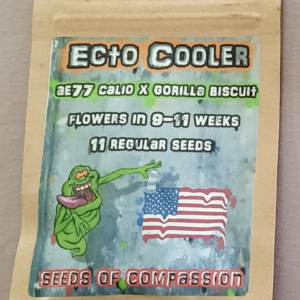 Ecto Cooler
ae77 Calio x Gorilla Biscuit
Flowers in 9-11 weeks
11 Regular Seeds
Seeds of Compassion